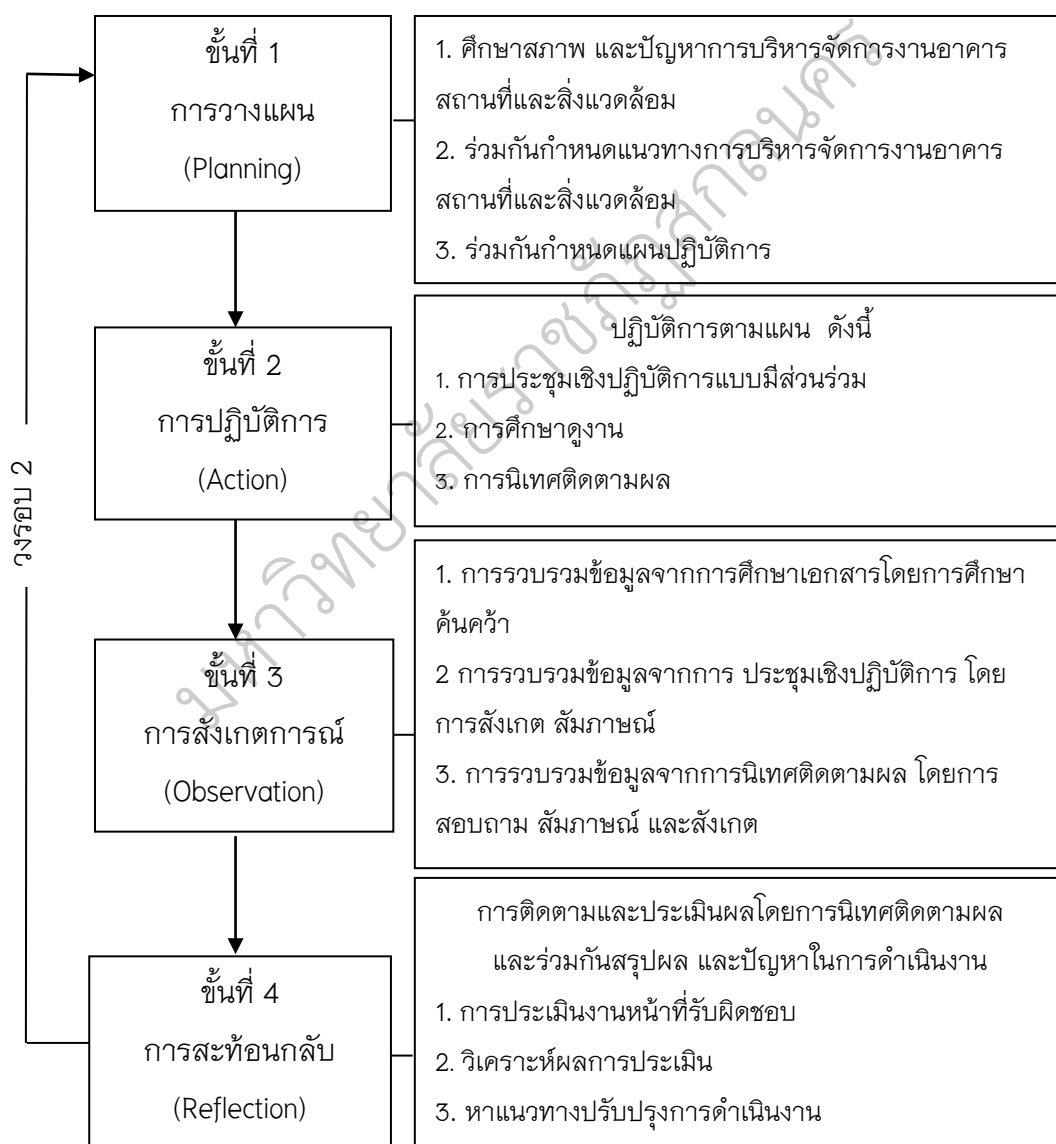 ขั้นที่ 1
การวางแผน
(Planning)
1. ศึกษาสภาพ และปัญหาการบริหารจัดการงานอาคาร
สถานที่และสิ่งแวดล้อม
2. ร่วมกันกำหนดแนวทางการบริหารจัดการงานอาคาร
สถานที่และสิ่งแวดล้อม
3. ร่วมกันกำหนดแผนปฏิบัติการ
ขั้นที่ 2
การปฏิบัติการ
(Action)
ปฏิบัติการตามแผน ดังนี้
1. การประชุมเชิงปฏิบัติการแบบมีส่วนร่วม
2. การศึกษาดูงาน
3. การนิเทศติดตามผล
วงรอบ 2
ขั้นที่ 3
การสังเกตการณ์
(Observation)
1. การรวบรวมข้อมูลจากการศึกษาเอกสารโดยการศึกษา
ค้นคว้า
2 การรวบรวมข้อมูลจากการ ประชุมเชิงปฏิบัติการ โดย
การสังเกต สัมภาษณ์
3. การรวบรวมข้อมูลจากการนิเทศติดตามผล โดยการ
สอบถาม สัมภาษณ์ และสังเกต
ขั้นที่ 4
การสะท้อนกลับ
(Reflection)
การติดตามและประเมินผลโดยการนิเทศติดตามผล
และร่วมกันสรุปผล และปัญหาในการดำเนินงาน
1. การประเมินงานหน้าที่รับผิดชอบ
2. วิเคราะห์ผลการประเมิน
3. หาแนวทางปรับปรุงการดำเนินงาน
มหาวิทยาลัยราชภัฏสกลนคร